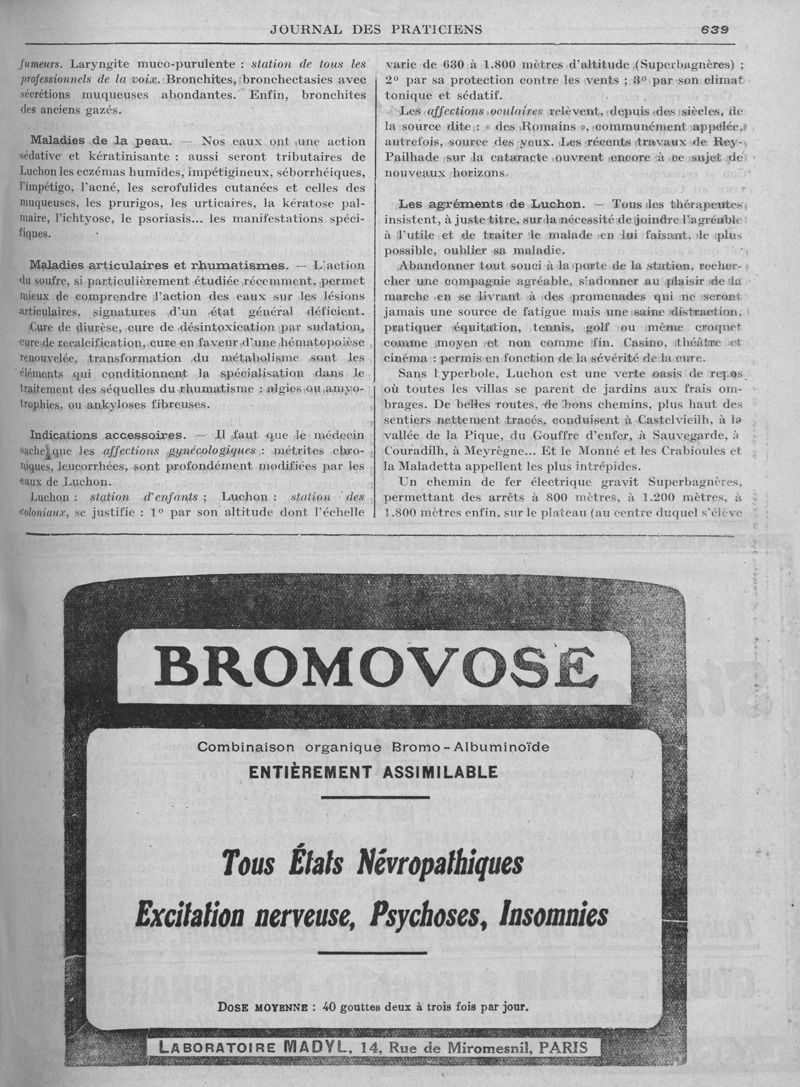 JOURNAL DES PRATICIENS
639
fumeurs. Laryngite muco-purulente : station de tous les
professionnels de la voix. Bronchites, bronchectasies avec
sécrétions muqueuses abondantes. Enfin, bronchites
des anciens gazés.
Maladies de la peau. — Nos eaux ont une action
sédative et kératinisante : aussi seront tributaires de
Luchon les eczémas humides, impétigineux, séborrhéiques,
l'impétigo, l'acné, les scrofulides cutanées et celles des
muqueuses, les prurigos, les urticaires, la kératose pal-
maire, l'ichtyose, le psoriasis... les manifestations spéci-
fiques.
Maladies articulaires et rhumatismes. — L'action
du soufre, si particulièrement étudiée récemment, permet
mieux de comprendre l'action des eaux sur les lésions
articulaires, signatures d'un état général déficient.
Cure de diurèse, cure de désintoxication par sudation,
cure de recalcification, cure en faveur d'une hématopoïèse
renouvelée, transformation du métabolisme sont les
éléments qui conditionnent la spécialisation dans le
traitement des séquelles du rhumatisme : algies ou amyo-
trophies, ou ankyloses fibreuses.
Indications accessoires. — Il faut que le médecin
sache que les affections gynécologiques : métrites chro-
niques, leucorrhées, sont profondément modifiées par les
eaux de Luchon.
Luchon : station d'enfants ; Luchon : station des
coloniaux, se justifie : 1º par son altitude dont l'échelle
varie de 630 à 1.800 mètres d'altitude (Superbagnères) ;
2º par sa protection contre les vents ; 3º par son climat
tonique et sédatif.
Les affections oculaires relèvent, depuis des siècles, de
la source dite : « des Romains », communément appelée,
autrefois, source des yeux. Les récents travaux de Rey-
Pailhade sur la cataracte ouvrent encore à ce sujet de
nouveaux horizons.
Les agréments de Luchon. — Tous les thérapeutes
insistent, à juste titre, sur la nécessité de joindre l'agréable
à l'utile et de traiter le malade en lui faisant, le plus
possible, oublier sa maladie.
Abandonner tout souci à la porte de la station, recher-
cher une compagnie agréable, s'adonner au plaisir de la
marche en se livrant à des promenades qui ne seront
jamais une source de fatigue mais une saine distraction,
pratiquer équitation, tennis, golf ou même croquet
comme moyen et non comme fin. Casino, théâtre et
cinéma : permis en fonction de la sévérité de la cure.
Sans lyperbole, Luchon est une verte oasis de repos
où toutes les villas se parent de jardins aux frais om-
brages. De belles routes, de bons chemins, plus haut des
sentiers nettement tracés, conduisent à Castelvieilh, à la
vallée de la Pique, du Gouffre d'enfer, à Sauvegarde, à
Couradilh, à Meyrègne... Et le Monné et les Crabioules et
la Maladetta appellent les plus intrépides.
Un chemin de fer électrique gravit Superbagnères,
permettant des arrêts à 800 mètres, à 1.200 mètres, à
1.800 mètres enfin, sur le plateau (au centre duquel s'élève
BROMOVOSE
Combinaison organique Bromo-Albuminoïde
ENTIÈREMENT ASSIMILABLE
Tous États Névropathiques
Excitation nerveuse, Psychoses, Insomnies
DOSE MOYENNE : 40 gouttes deux à trois fois par jour.
LABORATOIRE MADYL, 14, Rue de Miromesnil, PARIS